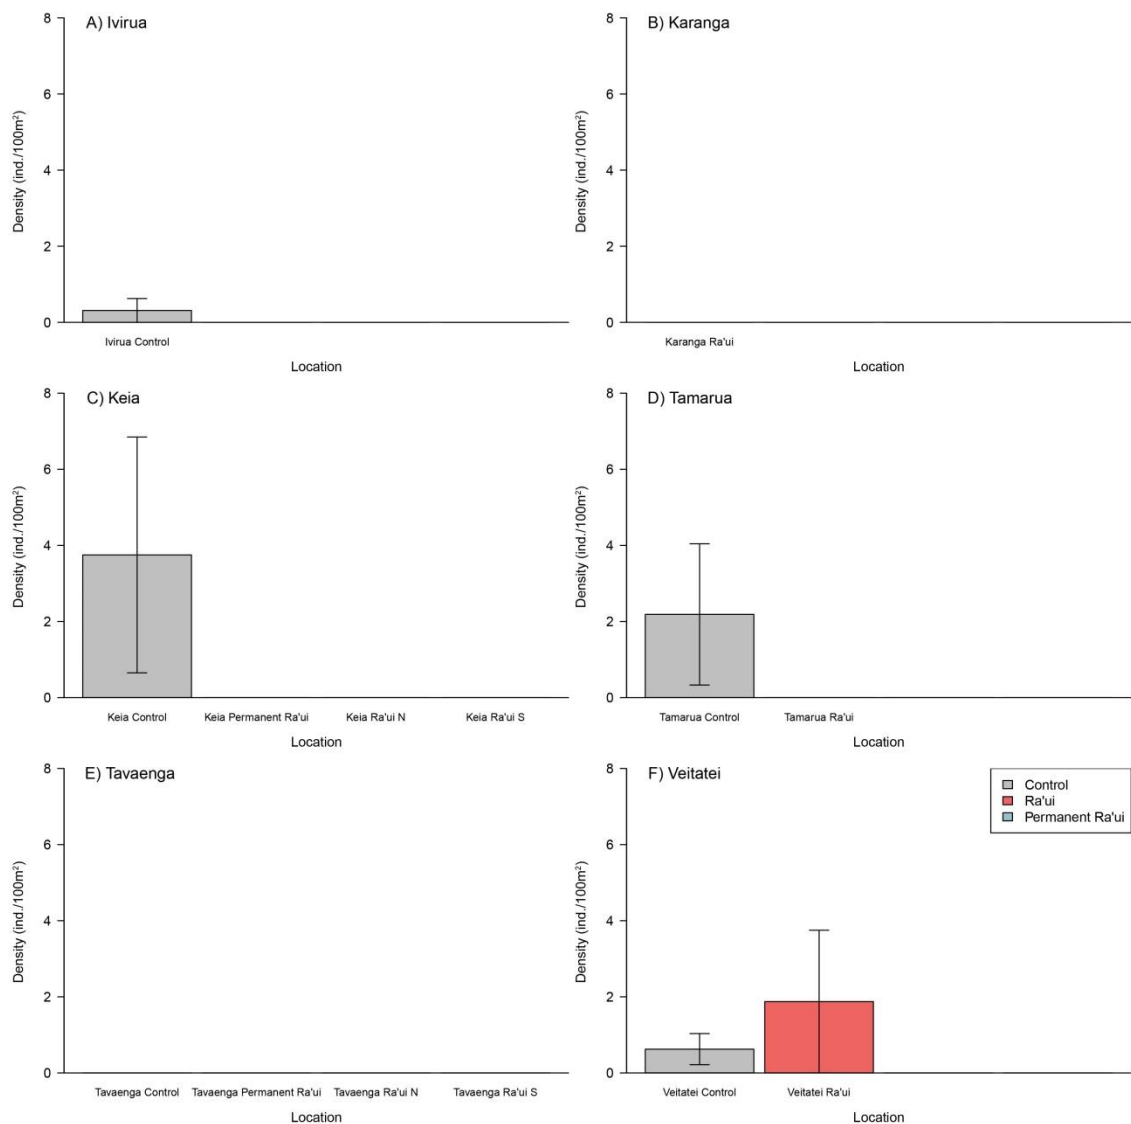 A) Ivirua
8
6
4
2
0
Density (ind./100m²)
Ivirua Control
Location
B) Karanga
8
6
4
2
0
Density (ind./100m²)
Karanga Ra'ui
Location
C) Keia
8
6
4
2
0
Density (ind./100m²)
Keia Control Keia Permanent Ra'ui Keia Ra'ui N Keia Ra'ui S
Location
D) Tamarua
8
6
4
2
0
Density (ind./100m²)
Tamarua Control Tamarua Ra'ui
Location
E) Tavaenga
8
6
4
2
0
Density (ind./100m²)
Tavaenga Control Tavaenga Permanent Ra'ui Tavaenga Ra'ui N Tavaenga Ra'ui S
Location
F) Veitatei
8
6
4
2
0
Density (ind./100m²)
Control
Ra'ui
Permanent Ra'ui
Veitatei Control Veitatei Ra'ui
Location